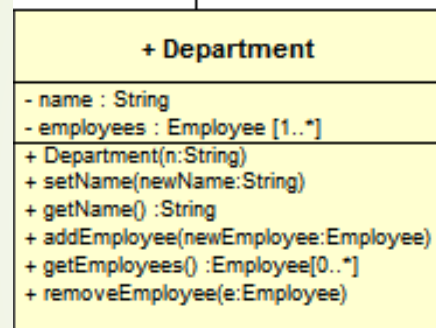 + Department
- name : String
- employees : Employee [1..*]
+ Department(n:String)
+ setName(newName:String)
+ getName() :String
+ addEmployee(newEmployee:Employee)
+ getEmployees() :Employee[0..*]
+ removeEmployee(e:Employee)